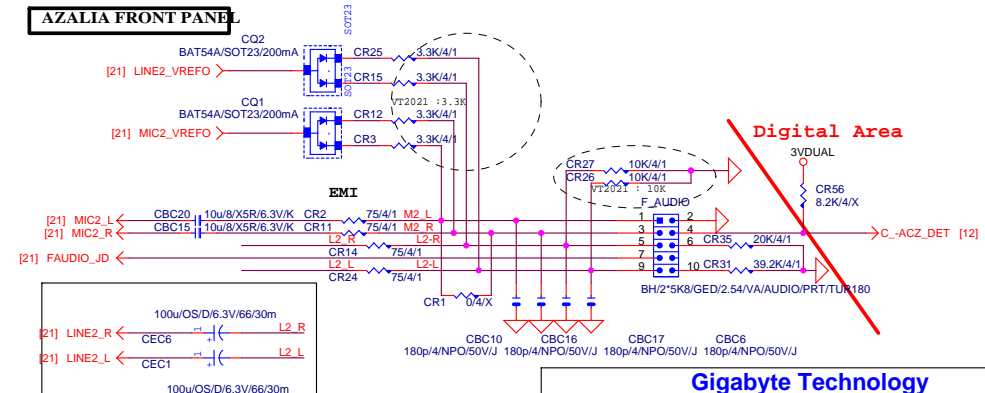 AZALIA FRONT PANEL
SOT23
CQ2
BAT54A/SOT23/200mA
CR25
3.3K/4/1
[21] LINE2_VREFO
CR15
3.3K/4/1
SOT23
VT2021 :3.3K
CQ1
BAT54A/SOT23/200mA
CR12
3.3K/4/1
[21] MIC2_VREFO
CR3
3.3K/4/1
Digital Area
3VDUAL
CR27
10K/4/1
CR26
10K/4/1
VT2021 : 10K
CR56
8.2K/4/X
EMI
F_AUDIO
[21] MIC2_L
CBC20
10u/8/X5R/6.3V/K
CR2
75/4/1
M2_L
1
2
[21] MIC2_R
CBC15
10u/8/X5R/6.3V/K
CR11
75/4/1
M2_R
3
4
C_-ACZ_DET [12]
L2_R
L2-R
5
6
CR35
20K/4/1
CR14
75/4/1
[21] FAUDIO_JD
7
L2_L
L2-L
9
10
CR31
39.2K/4/1
CR24
75/4/1
BH/2*5K8/GED/2.54/VA/AUDIO/PRT/TUR180
CR1
0/4/X
100u/OS/D/6.3V/66/30m
[21] LINE2_R
1
+
L2_R
CEC6
[21] LINE2_L
1
+
L2_L
CEC1
100u/OS/D/6.3V/66/30m
CBC10
CBC16
CBC17
CBC6
180p/4/NPO/50V/J
180p/4/NPO/50V/J
180p/4/NPO/50V/J
180p/4/NPO/50V/J
Gigabyte Technology